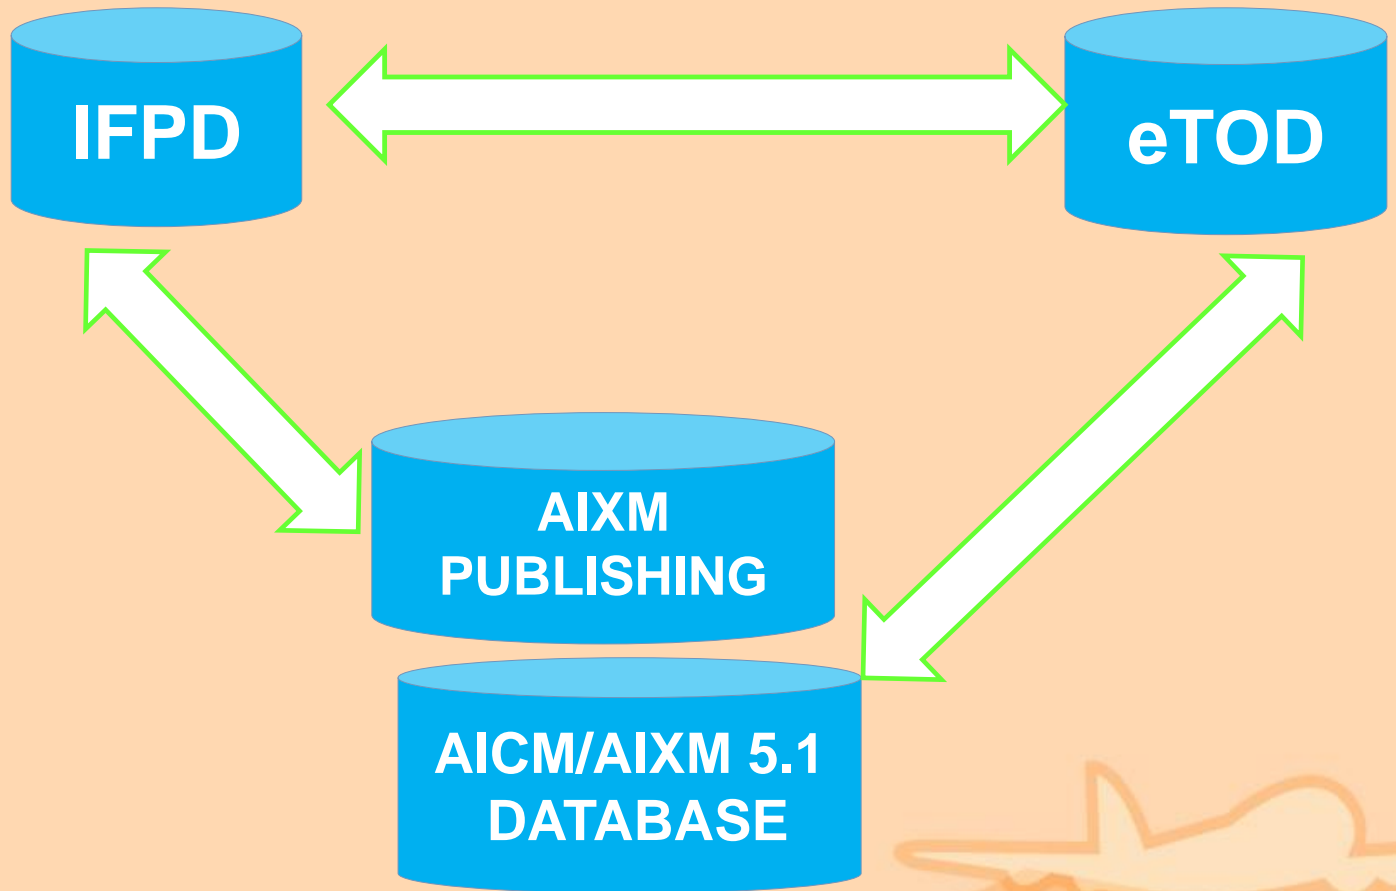 IFPD
eTOD
AIXM
PUBLISHING
AICM/AIXM 5.1
DATABASE